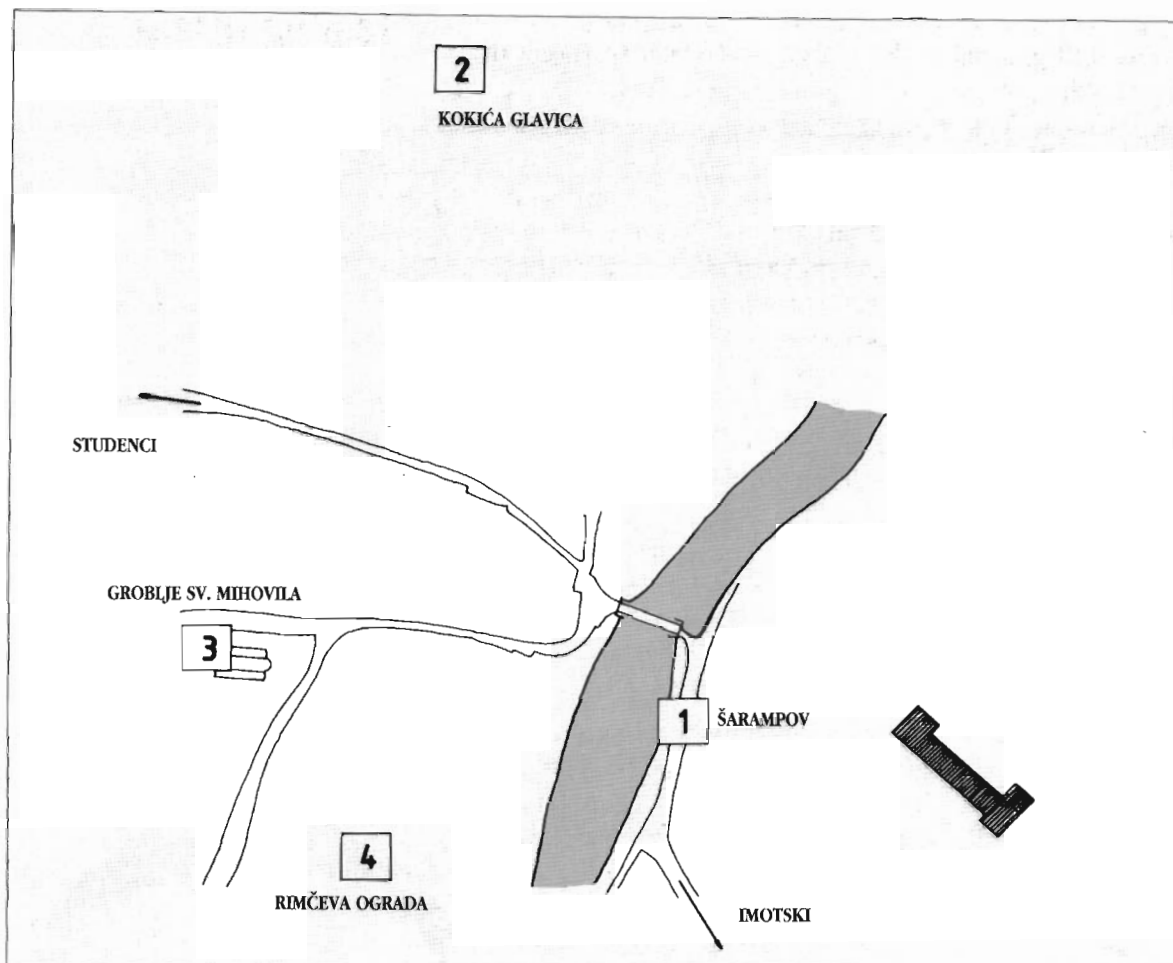 2
KOKIĆA GLAVICA
STUDENCI
GROBLJE SV. MIHOVILA
3
1
ŠARAMPOV
4
RIMČEVA OGRADA
IMOTSKI